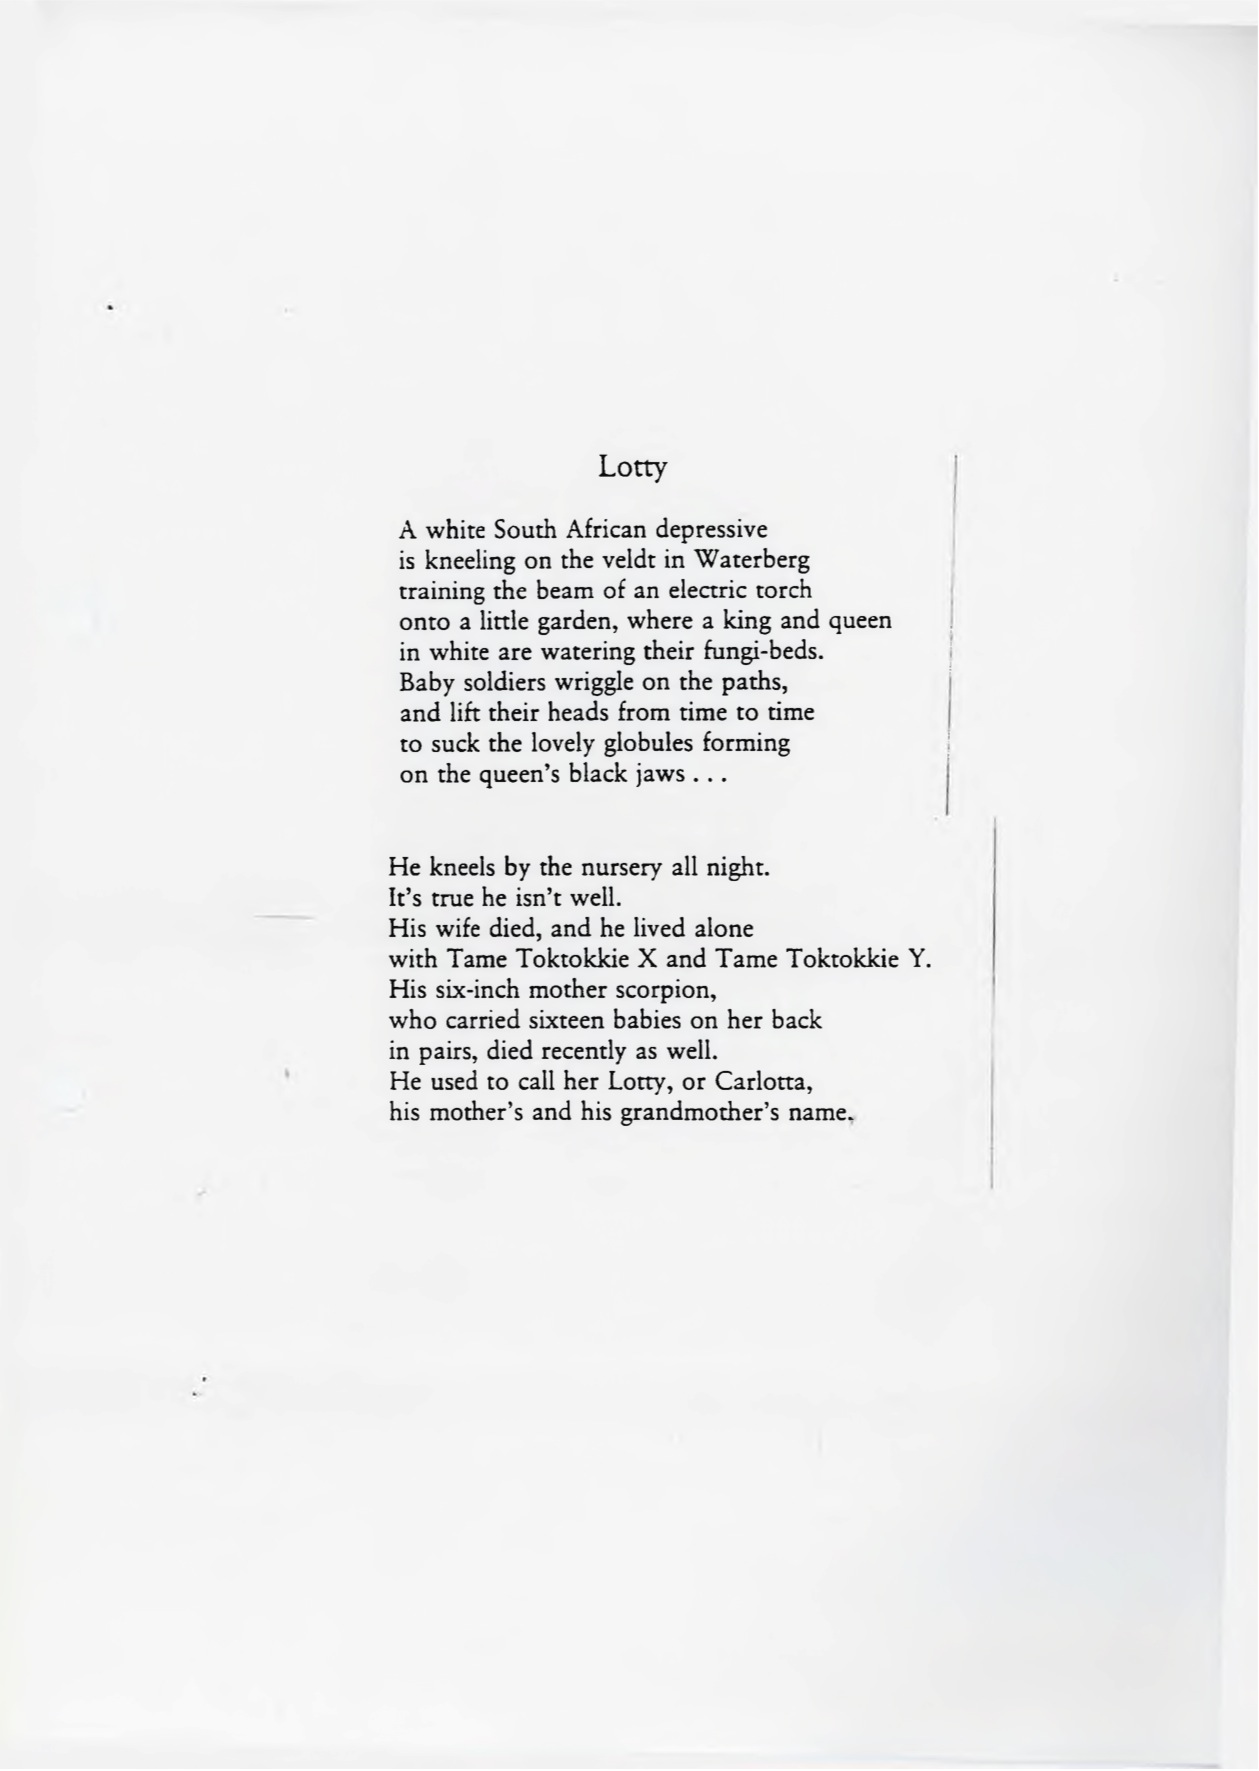 Lotty
A white South African depressive
is kneeling on the veldt in Waterberg
training the beam of an electric torch
onto a little garden, where a king and queen
in white are watering their fungi-beds.
Baby soldiers wriggle on the paths,
and lift their heads from time to time
to suck the lovely globules forming
on the queen's black jaws . . .
He kneels by the nursery all night.
It's true he isn't well.
His wife died, and he lived alone
with Tame Toktokkie X and Tame Toktokkie Y.
His six-inch mother scorpion,
who carried sixteen babies on her back
in pairs, died recently as well.
He used to call her Lotty, or Carlotta,
his mother's and his grandmother's name.